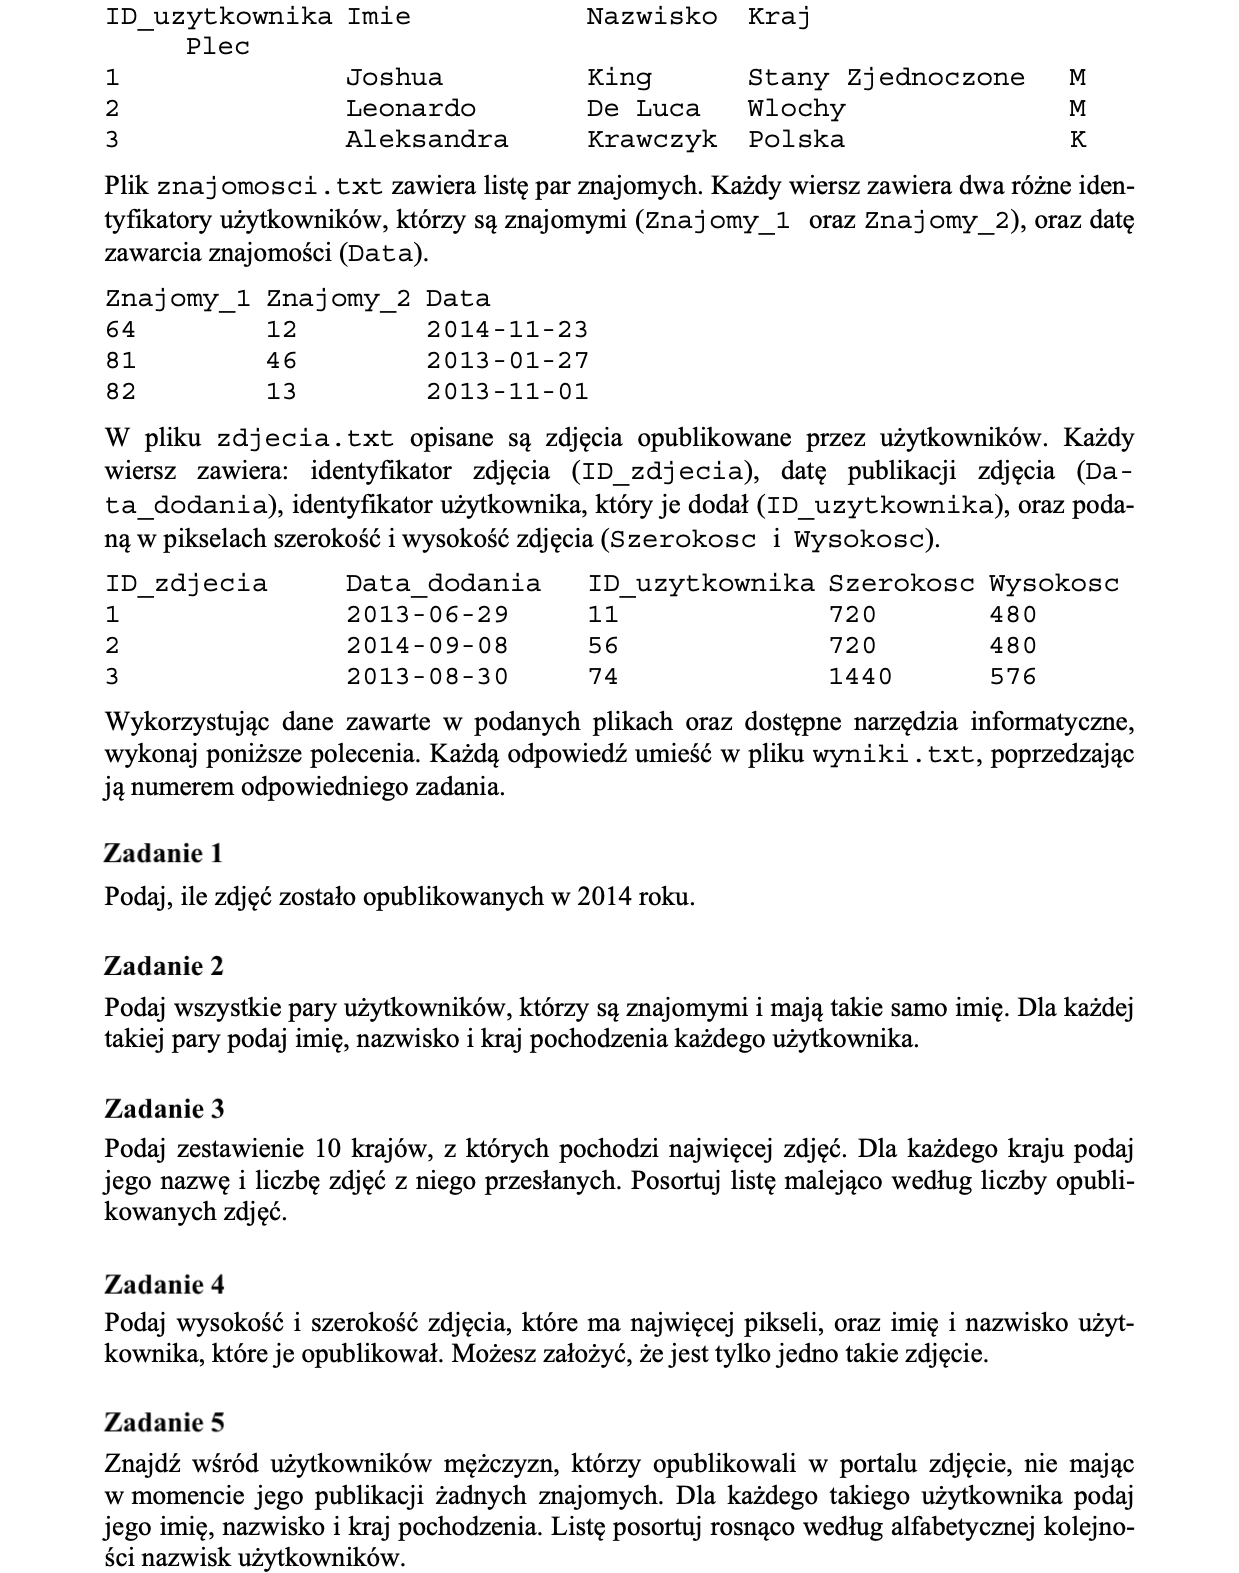 ID_uzytkownika Imie Nazwisko Kraj
Plec
1 Joshua King Stany Zjednoczone M
2 Leonardo De Luca Wlochy M
3 Aleksandra Krawczyk Polska K
Plik znajomosci.txt zawiera listę par znajomych. Każdy wiersz zawiera dwa różne iden-
tyfikatory użytkowników, którzy są znajomymi (Znajomy_1 oraz Znajomy_2), oraz datę
zawarcia znajomości (Data).
Znajomy_1 Znajomy_2 Data
64 12 2014-11-23
81 46 2013-01-27
82 13 2013-11-01
W pliku zdjecia.txt opisane są zdjęcia opublikowane przez użytkowników. Każdy
wiersz zawiera: identyfikator zdjęcia (ID_zdjecia), datę publikacji zdjęcia (Da-
ta_dodania), identyfikator użytkownika, który je dodał (ID_uzytkownika), oraz poda-
ną w pikselach szerokość i wysokość zdjęcia (Szerokosc i Wysokosc).
ID_zdjecia Data_dodania ID_uzytkownika Szerokosc Wysokosc
1 2013-06-29 11 720 480
2 2014-09-08 56 720 480
3 2013-08-30 74 1440 576
Wykorzystując dane zawarte w podanych plikach oraz dostępne narzędzia informatyczne,
wykonaj poniższe polecenia. Każdą odpowiedź umieść w pliku wyniki.txt, poprzedzając
ją numerem odpowiedniego zadania.
Zadanie 1
Podaj, ile zdjęć zostało opublikowanych w 2014 roku.
Zadanie 2
Podaj wszystkie pary użytkowników, którzy są znajomymi i mają takie samo imię. Dla każdej
takiej pary podaj imię, nazwisko i kraj pochodzenia każdego użytkownika.
Zadanie 3
Podaj zestawienie 10 krajów, z których pochodzi najwięcej zdjęć. Dla każdego kraju podaj
jego nazwę i liczbę zdjęć z niego przesłanych. Posortuj listę malejąco według liczby opubli-
kowanych zdjęć.
Zadanie 4
Podaj wysokość i szerokość zdjęcia, które ma najwięcej pikseli, oraz imię i nazwisko użyt-
kownika, które je opublikował. Możesz założyć, że jest tylko jedno takie zdjęcie.
Zadanie 5
Znajdź wśród użytkowników mężczyzn, którzy opublikowali w portalu zdjęcie, nie mając
w momencie jego publikacji żadnych znajomych. Dla każdego takiego użytkownika podaj
jego imię, nazwisko i kraj pochodzenia. Listę posortuj rosnąco według alfabetycznej kolejno-
ści nazwisk użytkowników.